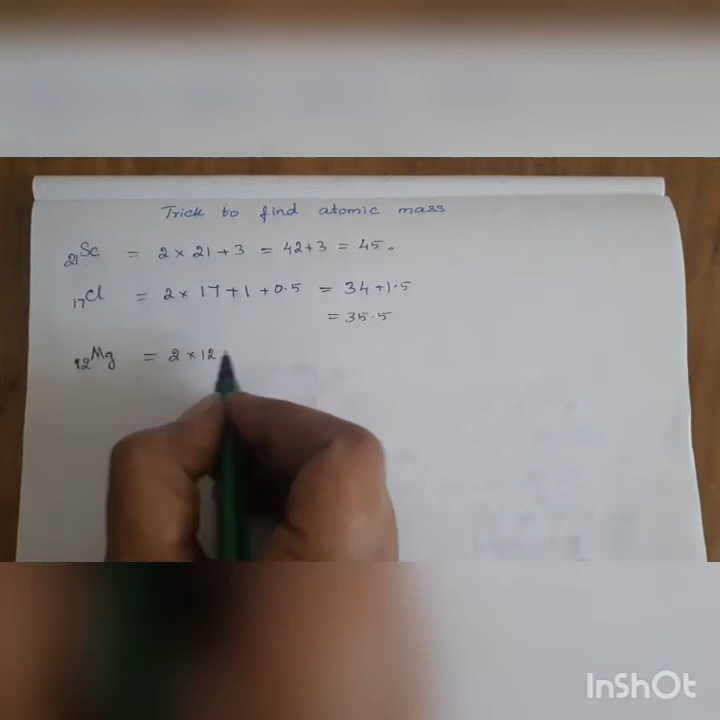 Trick to find atomic mass
21Sc = 2 × 21 + 3 = 42 + 3 = 45.
17Cl = 2 × 17 + 1 + 0.5 = 34 + 1.5
= 35.5
12Mg = 2 × 12
InShOt